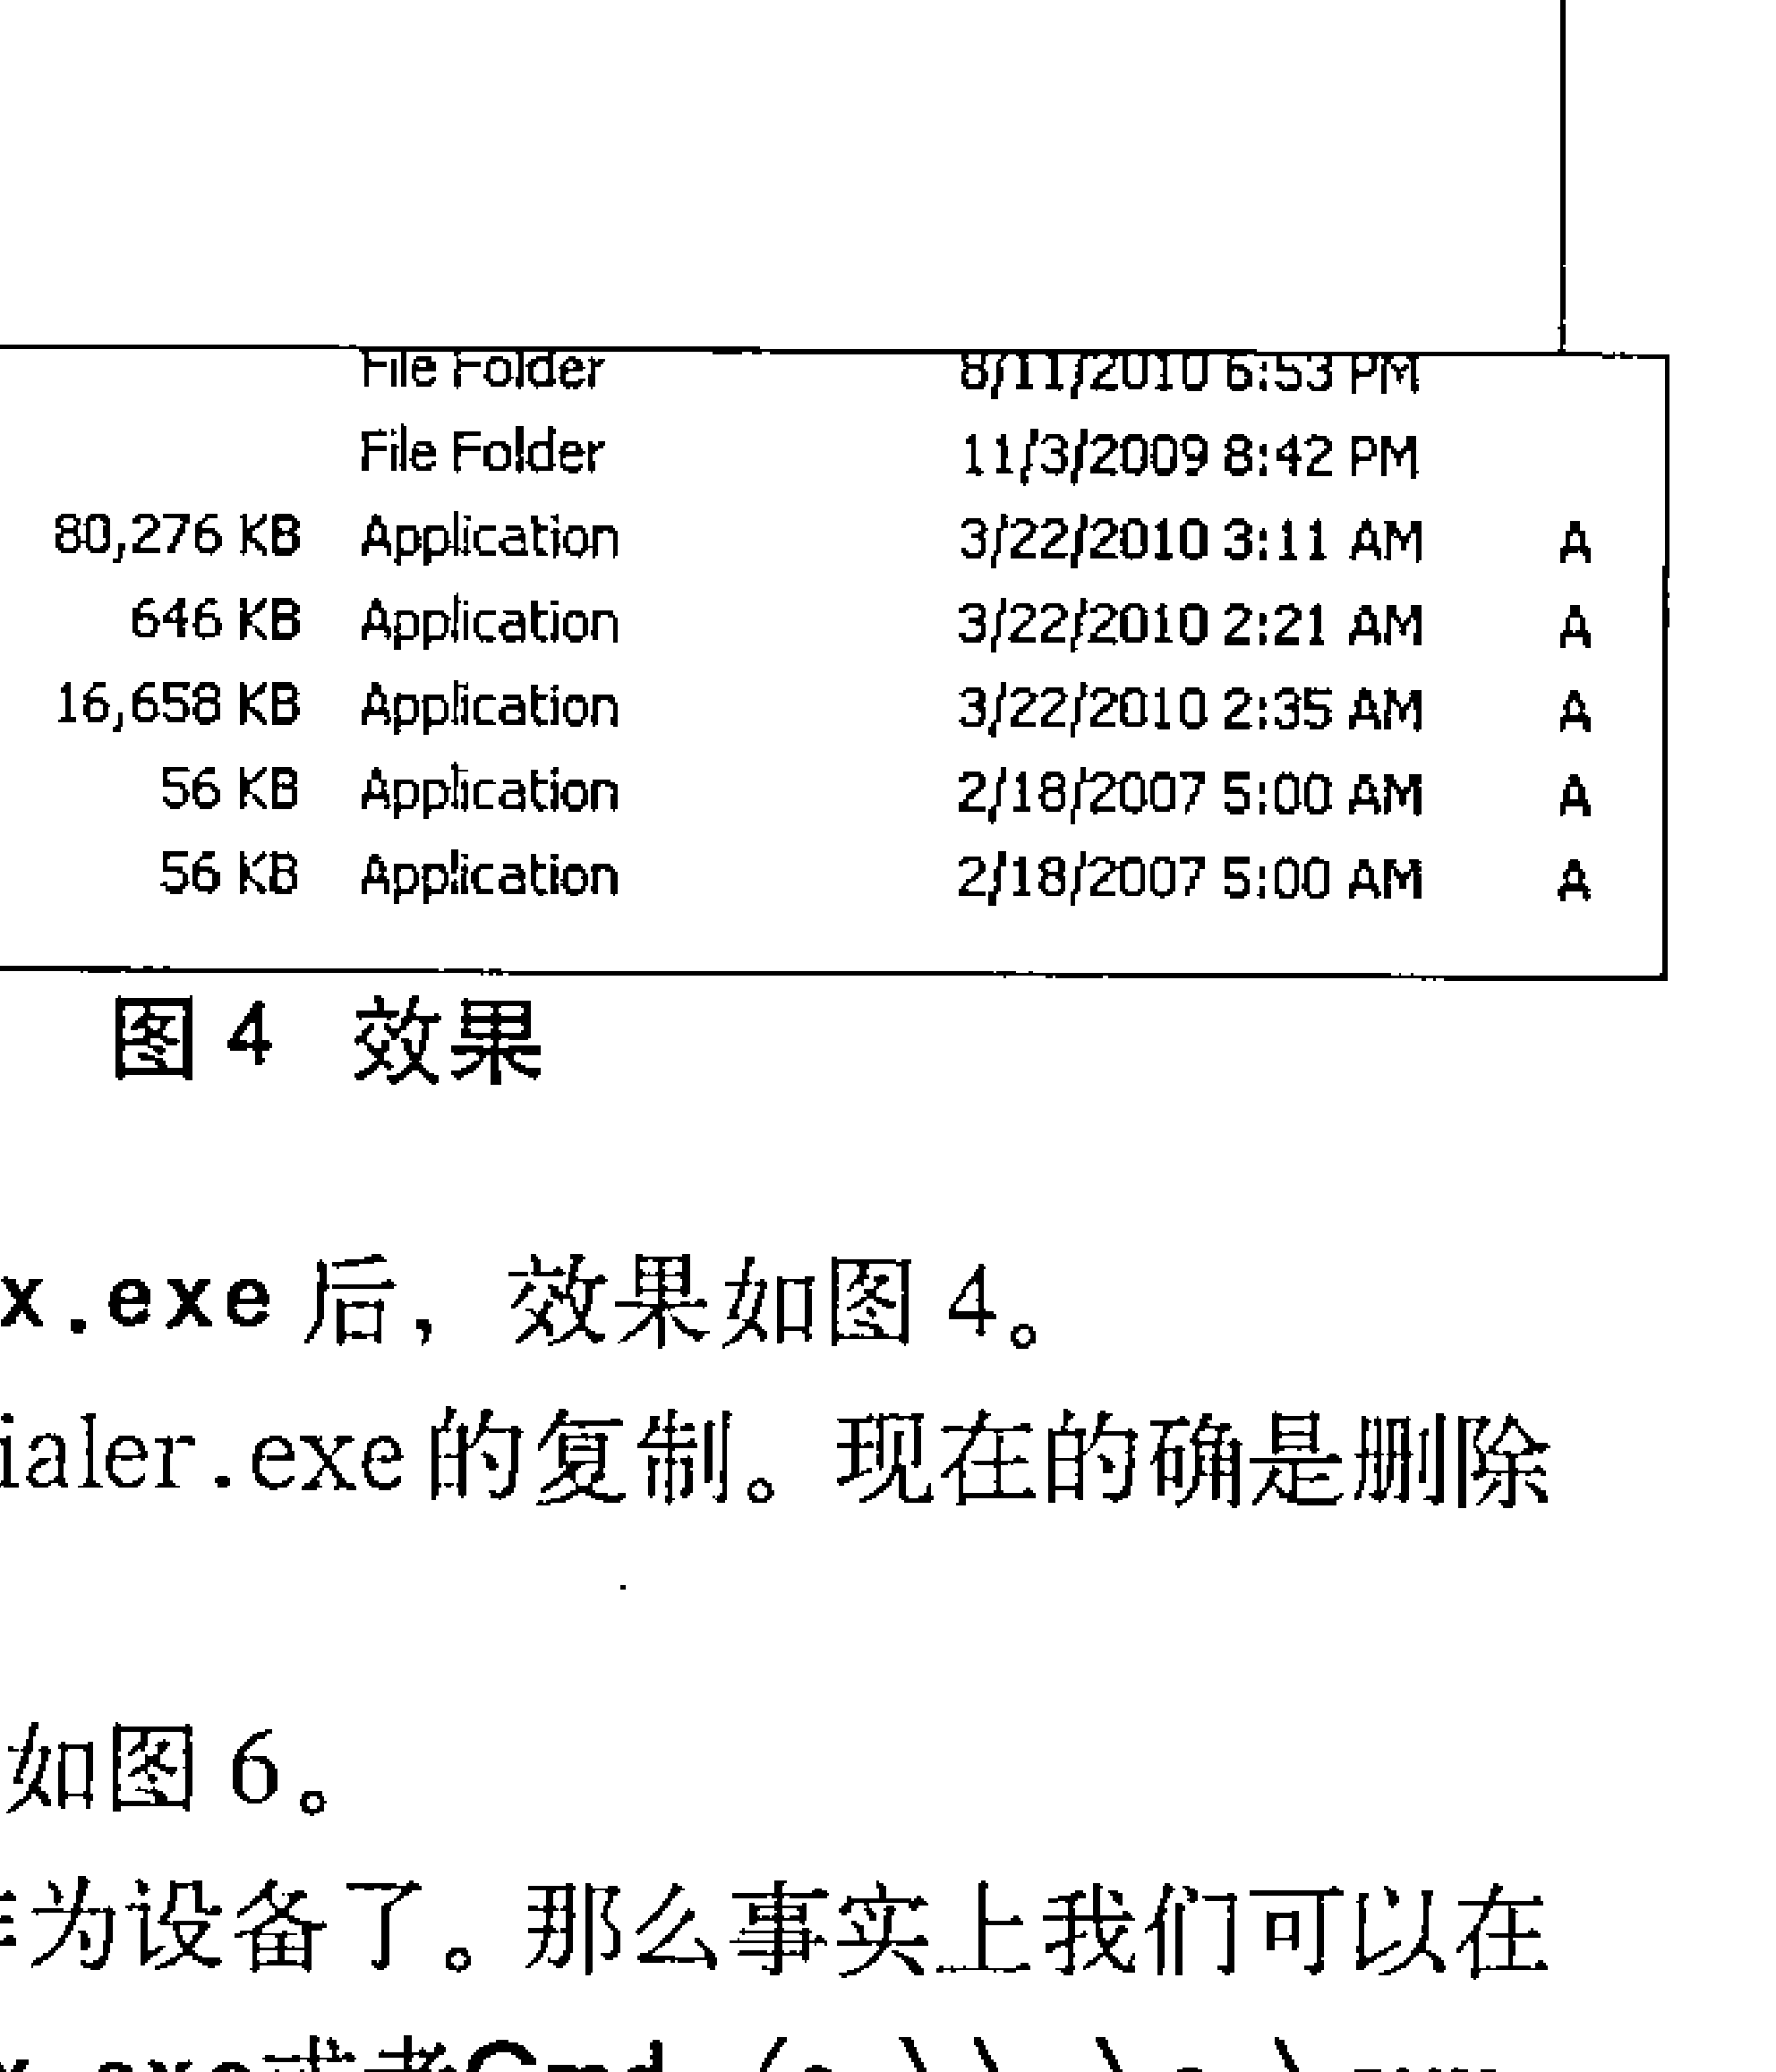 File Folder 8/11/2010 6:53 PM
File Folder 11/3/2009 8:42 PM
80,276 KB Application 3/22/2010 3:11 AM A
646 KB Application 3/22/2010 2:21 AM A
16,658 KB Application 3/22/2010 2:35 AM A
56 KB Application 2/18/2007 5:00 AM A
56 KB Application 2/18/2007 5:00 AM A
图 4 效果
x.exe 后，效果如图 4。
ialer.exe 的复制。现在的确是删除
如图 6。
为设备了。那么事实上我们可以在